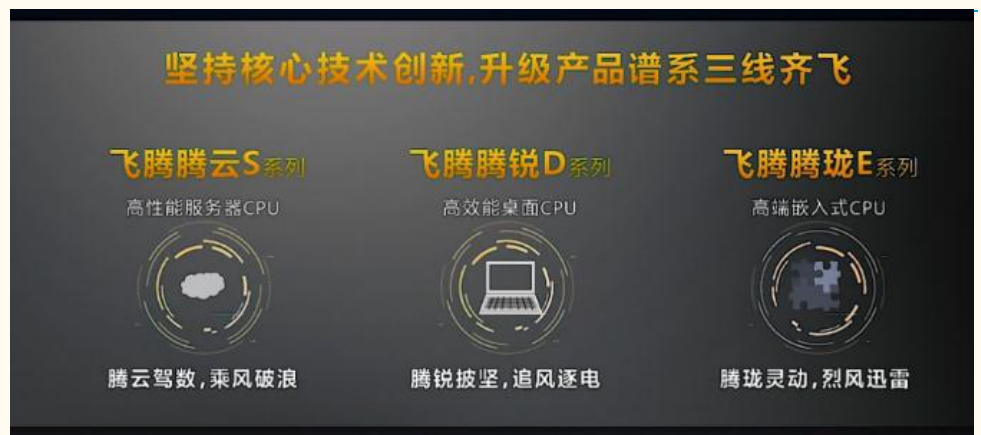 坚持核心技术创新,升级产品谱系三线齐飞
飞腾腾云S系列
高性能服务器CPU
腾云驾数,乘风破浪
飞腾腾锐D系列
高效能桌面CPU
腾锐披坚,追风逐电
飞腾腾珑E系列
高端嵌入式CPU
腾珑灵动,烈风迅雷